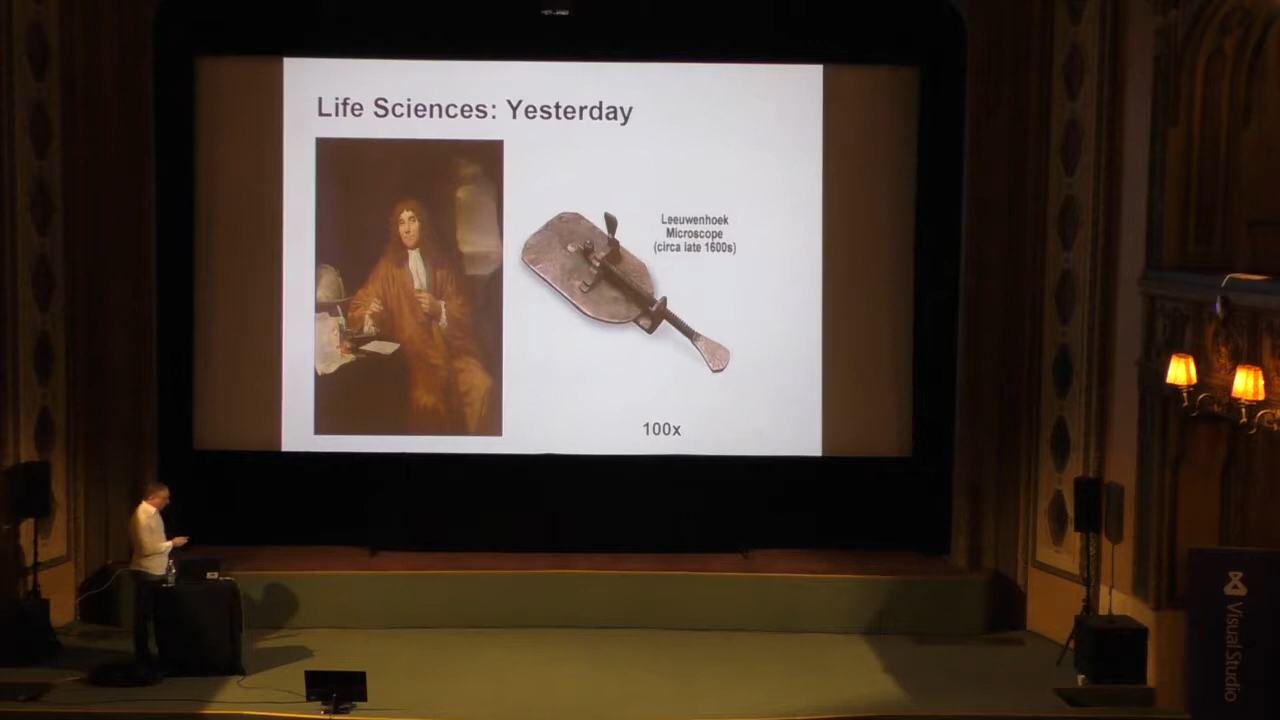 Life Sciences: Yesterday
Leeuwenhoek
Microscope
(circa late 1600s)
100x
Visual Studio